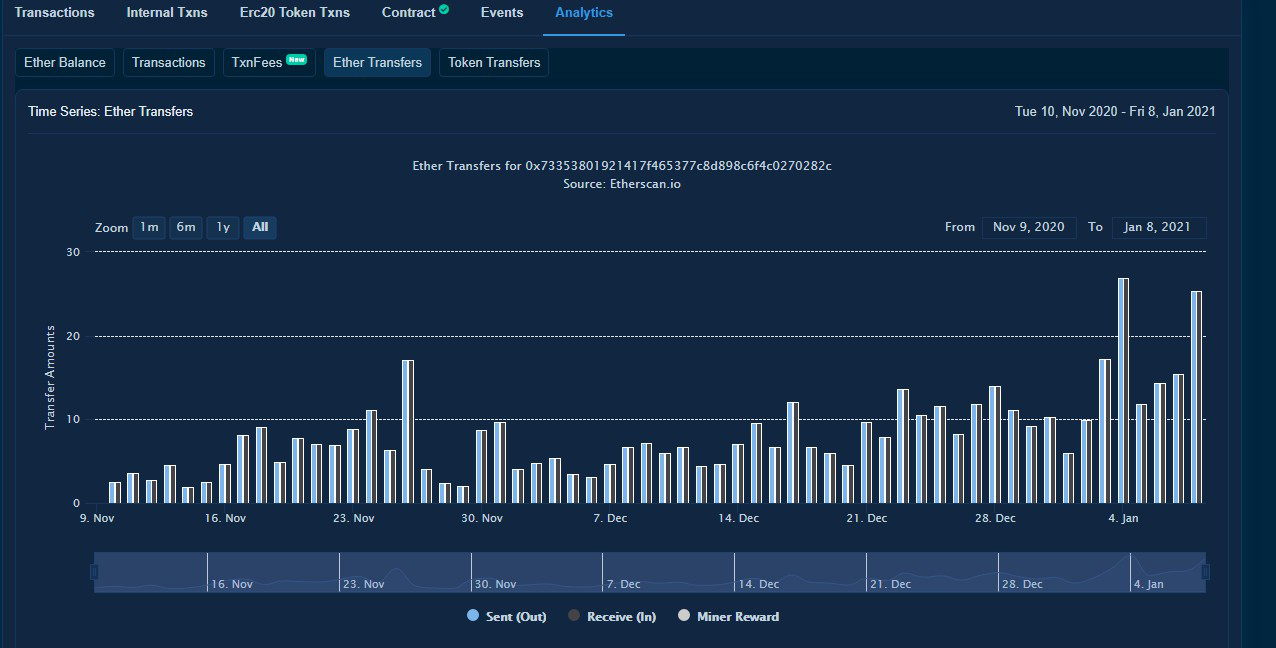 Transactions Internal Txns Erc20 Token Txns Contract Events Analytics
Ether Balance Transactions TxnFees New Ether Transfers Token Transfers
Time Series: Ether Transfers Tue 10, Nov 2020 - Fri 8, Jan 2021
Ether Transfers for 0x73353801921417f465377c8d898c6f4c0270282c
Source: Etherscan.io
Zoom 1m 6m 1y All From Nov 9, 2020 To Jan 8, 2021
30
20
10
0
Transfer Amounts
9. Nov 16. Nov 23. Nov 30. Nov 7. Dec 14. Dec 21. Dec 28. Dec 4. Jan
16. Nov 23. Nov 30. Nov 7. Dec 14. Dec 21. Dec 28. Dec 4. Jan
Sent (Out) Receive (In) Miner Reward